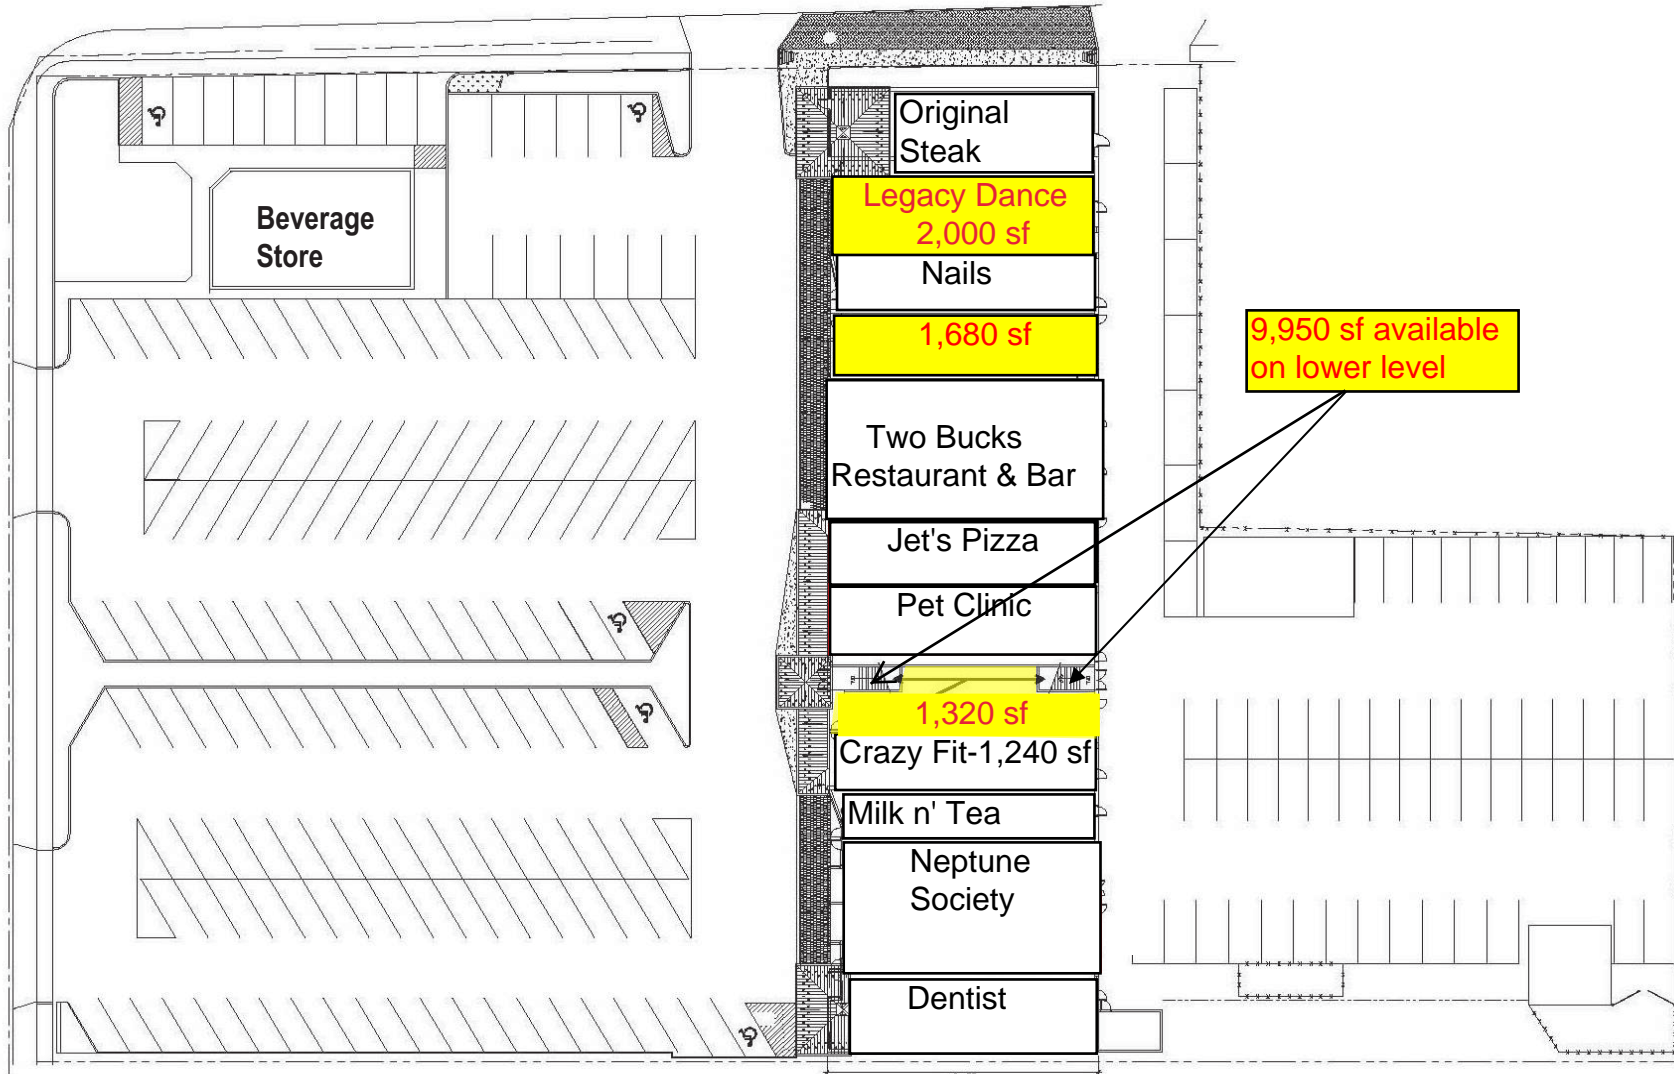 Original
Steak
Legacy Dance
2,000 sf
Beverage
Store
Nails
1,680 sf
9,950 sf available
on lower level
Two Bucks
Restaurant & Bar
Jet's Pizza
Pet Clinic
1,320 sf
Crazy Fit-1,240 sf
Milk n' Tea
Neptune
Society
Dentist